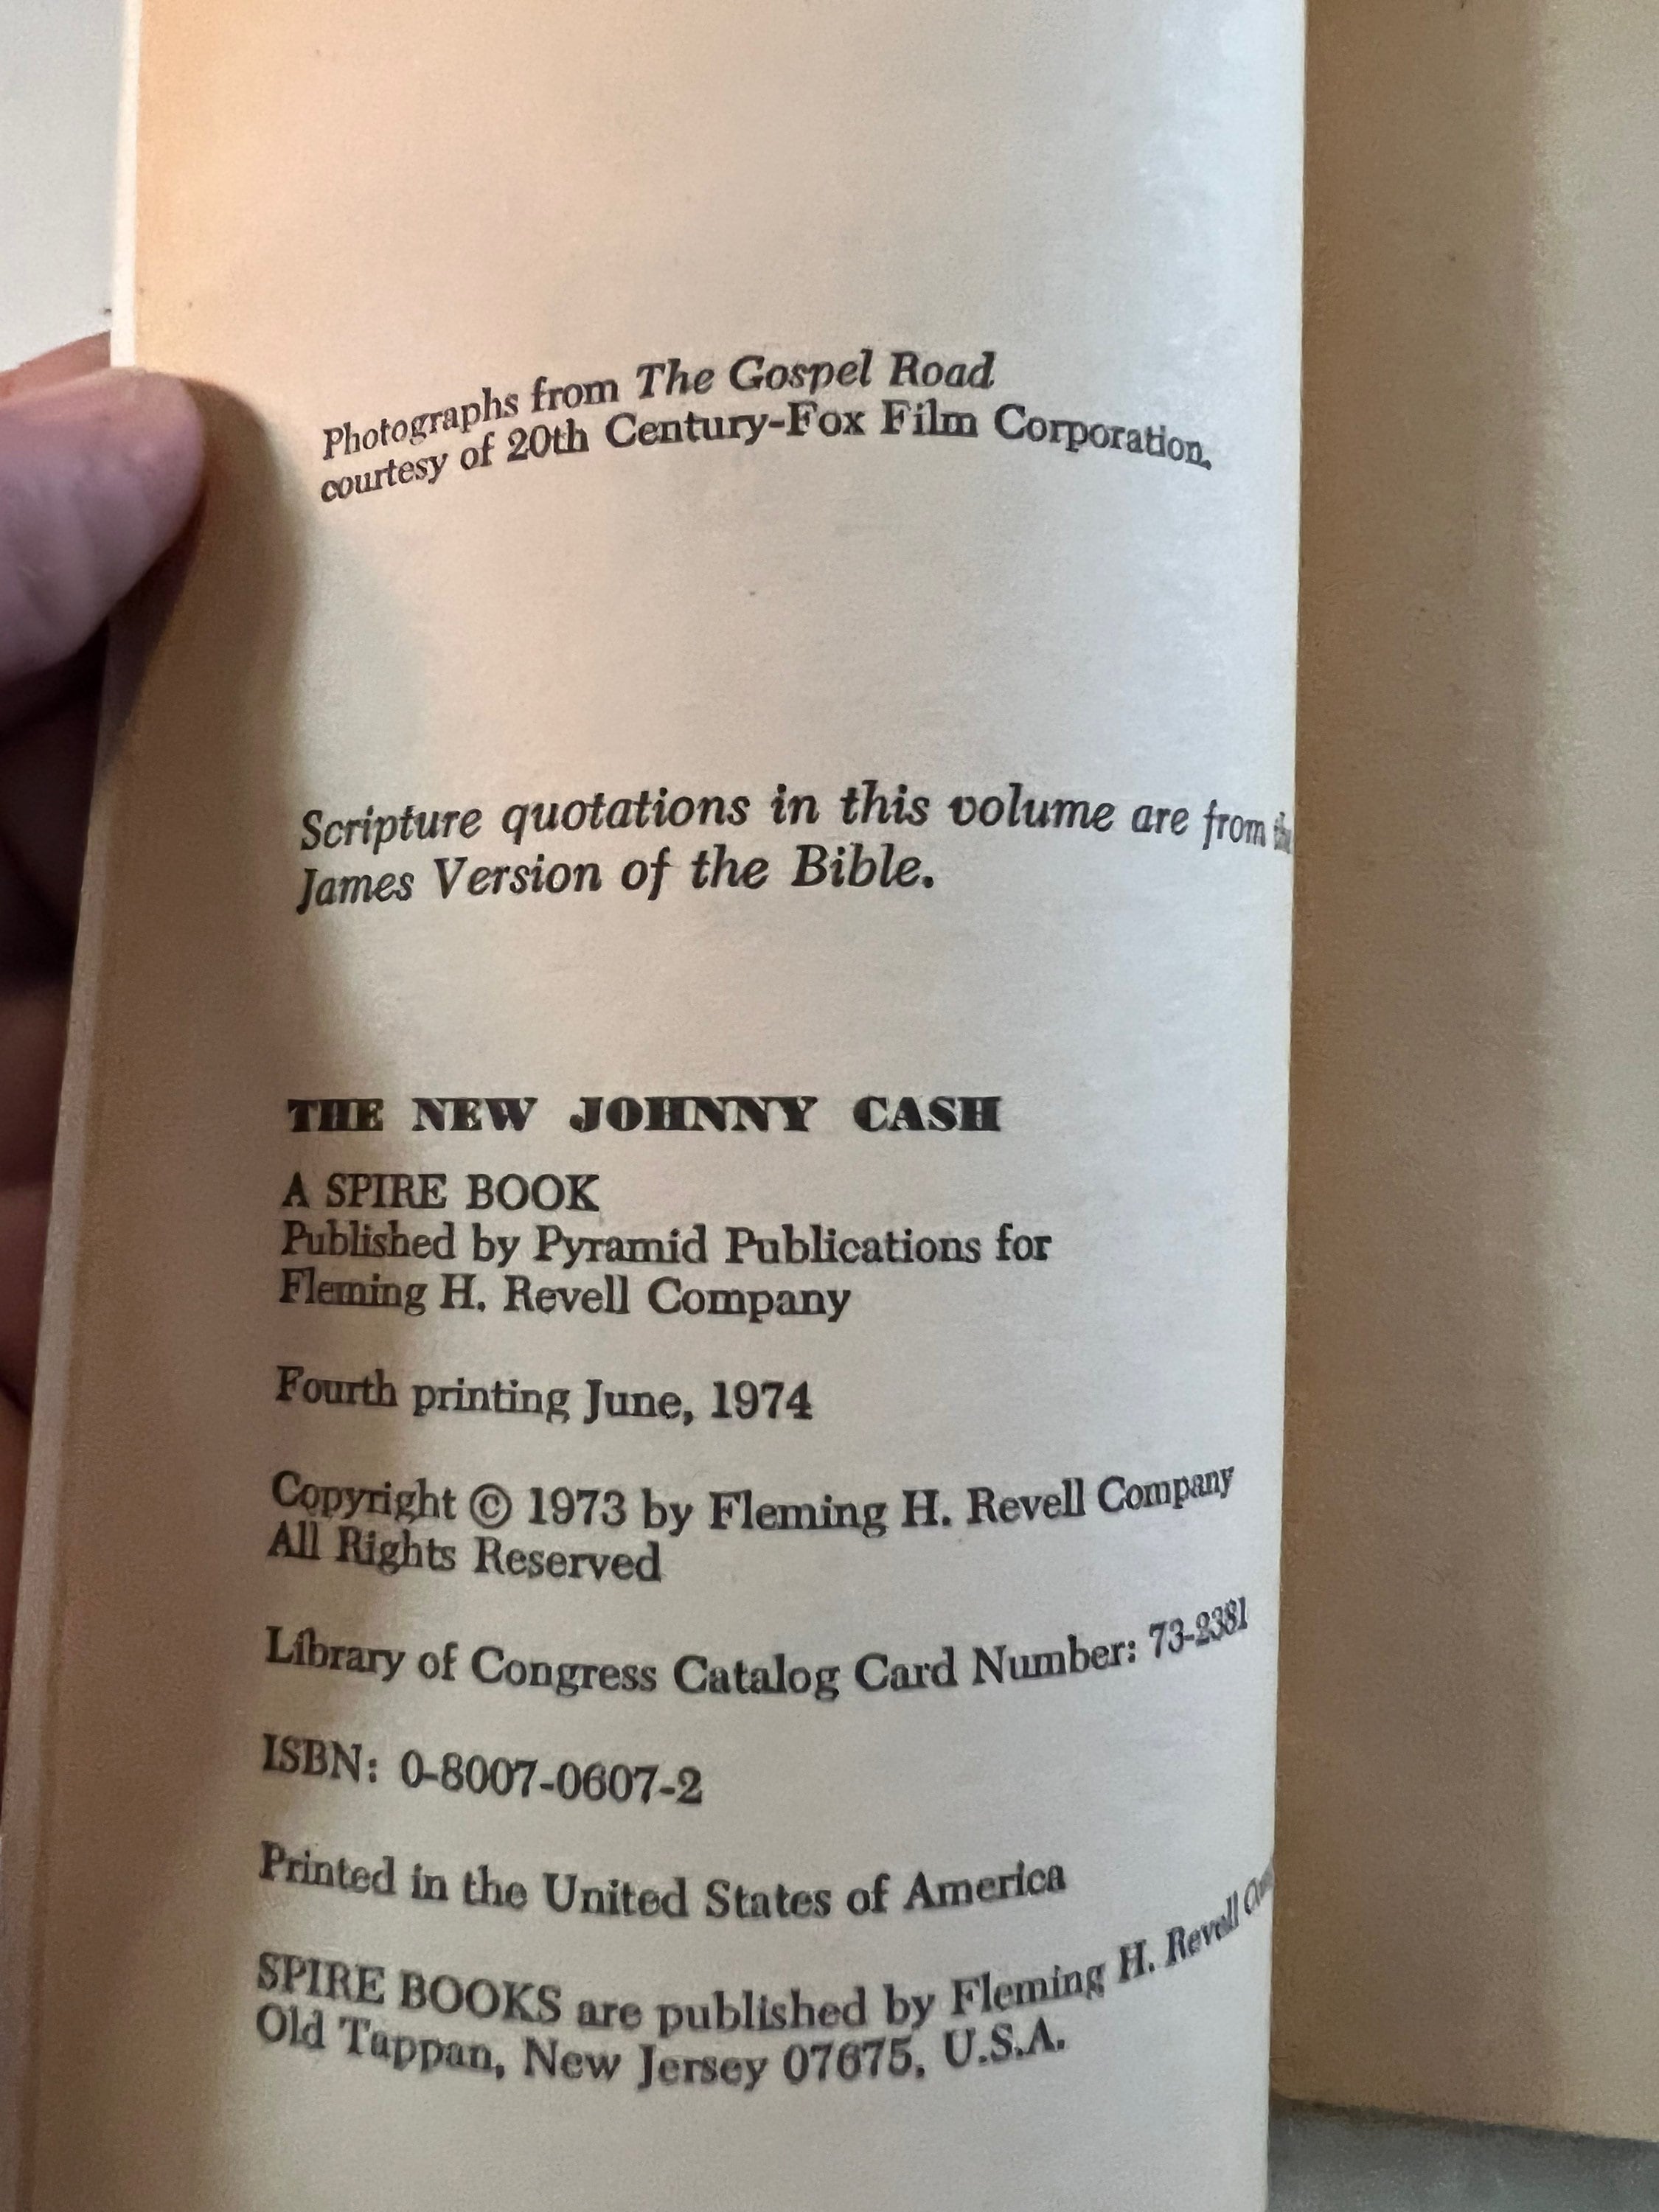 Photographs from The Gospel Road
courtesy of 20th Century-Fox Film Corporation.
Scripture quotations in this volume are from
James Version of the Bible.
THE NEW JOHNNY CASH
A SPIRE BOOK
Published by Pyramid Publications for
Fleming H. Revell Company
Fourth printing June, 1974
Copyright © 1973 by Fleming H. Revell Company
All Rights Reserved
Library of Congress Catalog Card Number: 73-2381
ISBN: 0-8007-0607-2
Printed in the United States of America
SPIRE BOOKS are published by Fleming H. Revell
Old Tappan, New Jersey 07675, U.S.A.